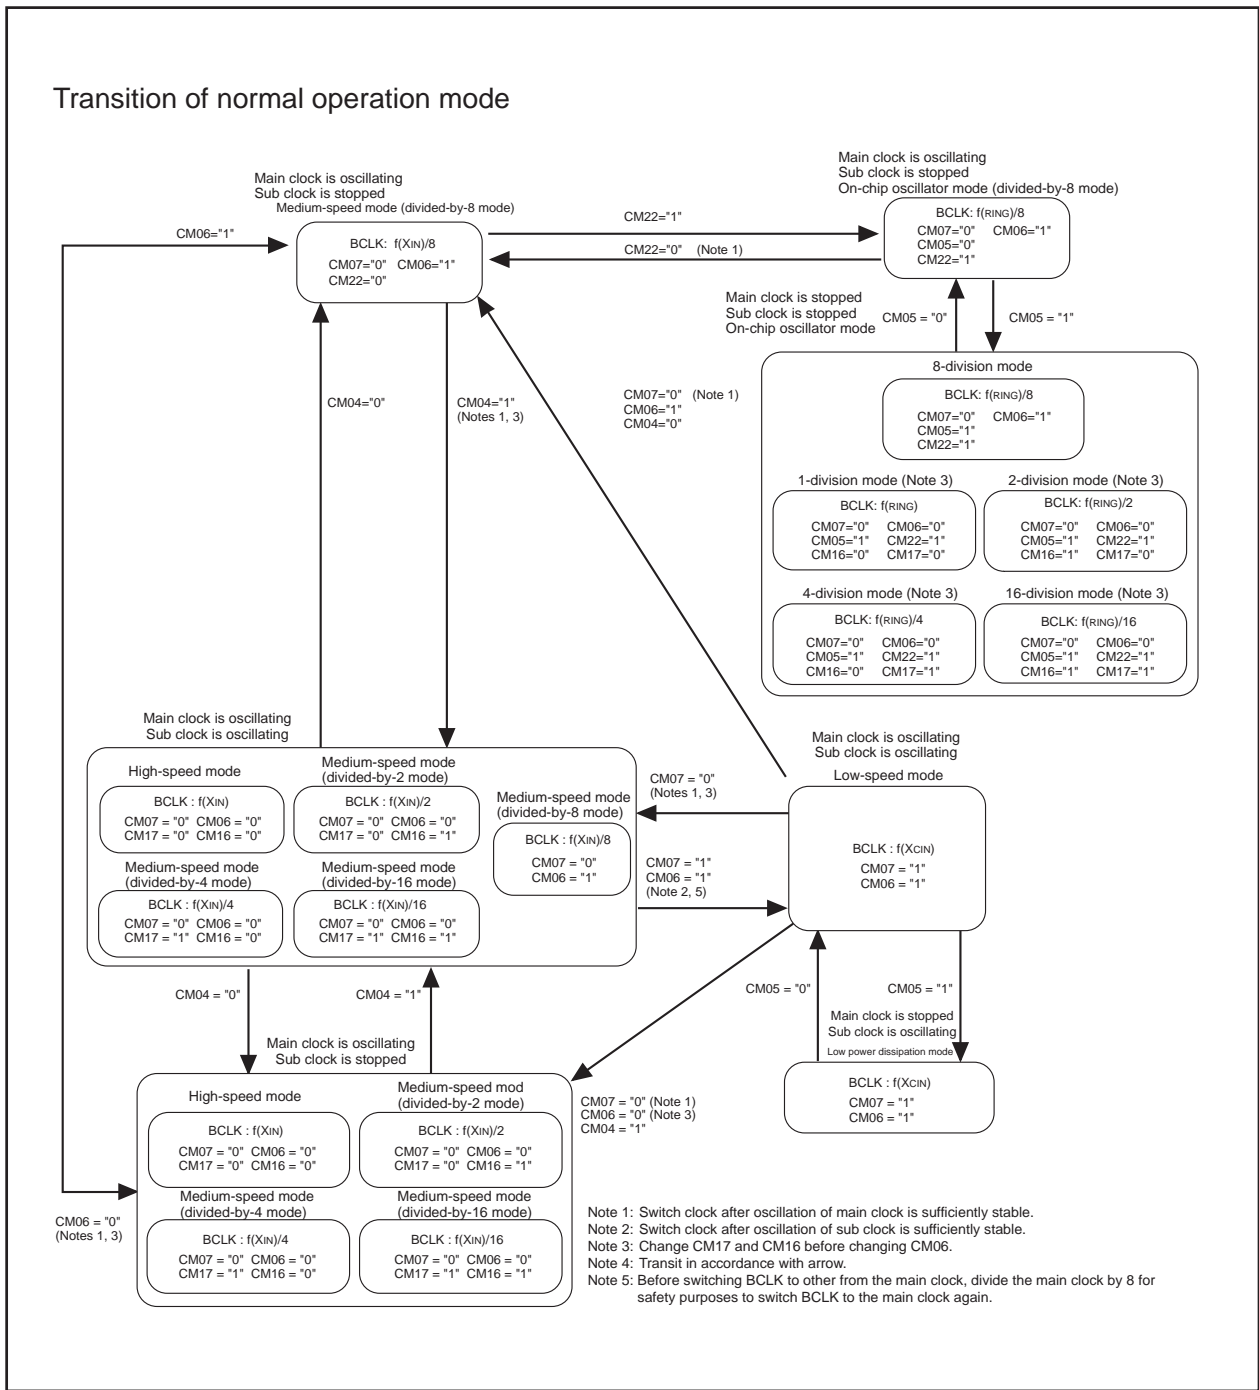 Transition of normal operation mode
Main clock is oscillating
Sub clock is stopped
Medium-speed mode (divided-by-8 mode)
BCLK: f(XIN)/8
CM07="0" CM06="1"
CM22="0"
CM06="1"
CM22="1"
CM22="0" (Note 1)
Main clock is oscillating
Sub clock is stopped
On-chip oscillator mode (divided-by-8 mode)
BCLK: f(RING)/8
CM07="0" CM06="1"
CM05="0"
CM22="1"
Main clock is stopped
Sub clock is stopped
On-chip oscillator mode
CM05 = "0"
CM05 = "1"
8-division mode
BCLK: f(RING)/8
CM07="0" CM06="1"
CM05="1"
CM22="1"
1-division mode (Note 3)
BCLK: f(RING)
CM07="0" CM06="0"
CM05="1" CM22="1"
CM16="0" CM17="0"
2-division mode (Note 3)
BCLK: f(RING)/2
CM07="0" CM06="0"
CM05="1" CM22="1"
CM16="1" CM17="0"
4-division mode (Note 3)
BCLK: f(RING)/4
CM07="0" CM06="0"
CM05="1" CM22="1"
CM16="0" CM17="1"
16-division mode (Note 3)
BCLK: f(RING)/16
CM07="0" CM06="0"
CM05="1" CM22="1"
CM16="1" CM17="1"
CM04="0"
CM04="1"
(Notes 1, 3)
CM07="0" (Note 1)
CM06="1"
CM04="0"
Main clock is oscillating
Sub clock is oscillating
High-speed mode
BCLK : f(XIN)
CM07 = "0" CM06 = "0"
CM17 = "0" CM16 = "0"
Medium-speed mode
(divided-by-2 mode)
BCLK : f(XIN)/2
CM07 = "0" CM06 = "0"
CM17 = "0" CM16 = "1"
Medium-speed mode
(divided-by-8 mode)
BCLK : f(XIN)/8
CM07 = "0"
CM06 = "1"
Medium-speed mode
(divided-by-4 mode)
BCLK : f(XIN)/4
CM07 = "0" CM06 = "0"
CM17 = "1" CM16 = "0"
Medium-speed mode
(divided-by-16 mode)
BCLK : f(XIN)/16
CM07 = "0" CM06 = "0"
CM17 = "1" CM16 = "1"
CM07 = "0"
(Notes 1, 3)
CM07 = "1"
CM06 = "1"
(Note 2, 5)
Main clock is oscillating
Sub clock is oscillating
Low-speed mode
BCLK : f(XCIN)
CM07 = "1"
CM06 = "1"
CM05 = "0"
CM05 = "1"
Main clock is stopped
Sub clock is oscillating
Low power dissipation mode
BCLK : f(XCIN)
CM07 = "1"
CM06 = "1"
CM04 = "0"
CM04 = "1"
Main clock is oscillating
Sub clock is stopped
High-speed mode
BCLK : f(XIN)
CM07 = "0" CM06 = "0"
CM17 = "0" CM16 = "0"
Medium-speed mod
(divided-by-2 mode)
BCLK : f(XIN)/2
CM07 = "0" CM06 = "0"
CM17 = "0" CM16 = "1"
Medium-speed mode
(divided-by-4 mode)
BCLK : f(XIN)/4
CM07 = "0" CM06 = "0"
CM17 = "1" CM16 = "0"
Medium-speed mode
(divided-by-16 mode)
BCLK : f(XIN)/16
CM07 = "0" CM06 = "0"
CM17 = "1" CM16 = "1"
CM07 = "0" (Note 1)
CM06 = "0" (Note 3)
CM04 = "1"
CM06 = "0"
(Notes 1, 3)
Note 1: Switch clock after oscillation of main clock is sufficiently stable.
Note 2: Switch clock after oscillation of sub clock is sufficiently stable.
Note 3: Change CM17 and CM16 before changing CM06.
Note 4: Transit in accordance with arrow.
Note 5: Before switching BCLK to other from the main clock, divide the main clock by 8 for
safety purposes to switch BCLK to the main clock again.